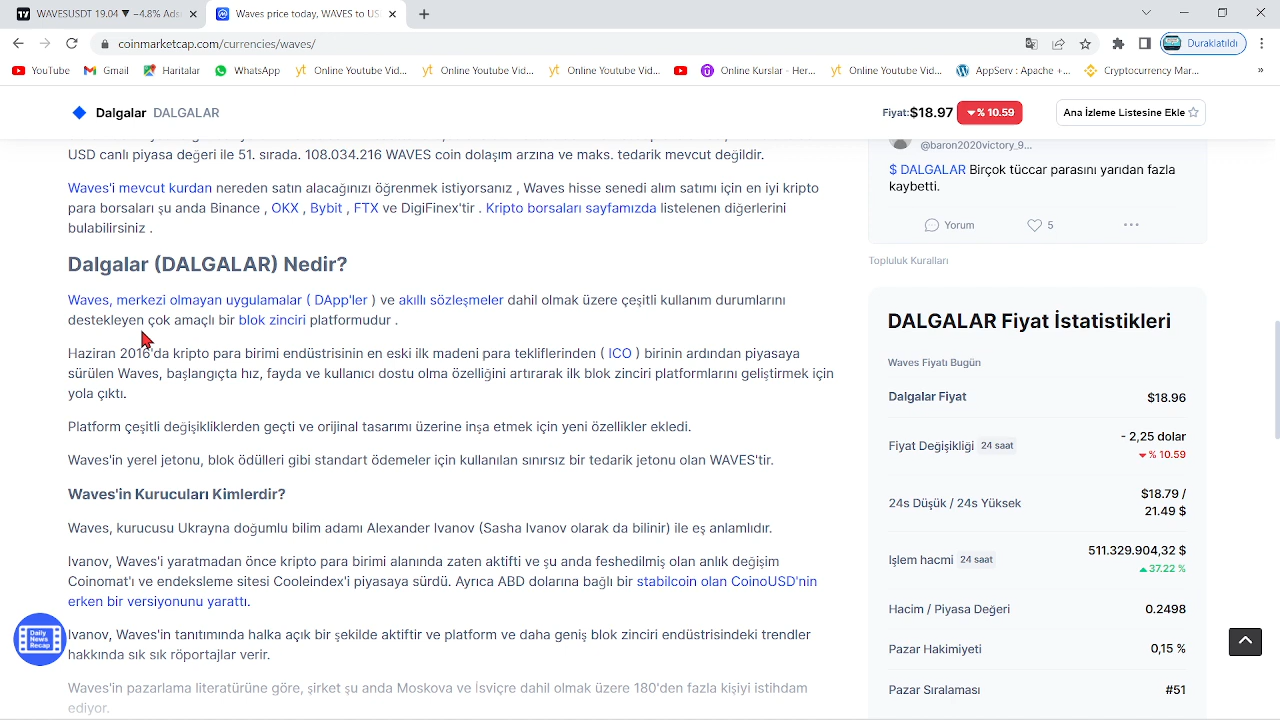 WAVESUSDT 19.04 ▼ −4.8% Ads
Waves price today, WAVES to US
coinmarketcap.com/currencies/waves/
Duraklatıldı
YouTube
Gmail
Haritalar
WhatsApp
Online Youtube Vid...
Online Youtube Vid...
Online Youtube Vid...
Online Kurslar - Her...
Online Youtube Vid...
AppServ : Apache +...
Cryptocurrency Mar...
»
Dalgalar DALGALAR
Fiyat:$18.97 ▼% 10.59
Ana İzleme Listesine Ekle
USD canlı piyasa değeri ile 51. sırada. 108.034.216 WAVES coin dolaşım arzına ve maks. tedarik mevcut değildir.
Waves'i mevcut kurdan nereden satın alacağınızı öğrenmek istiyorsanız , Waves hisse senedi alım satımı için en iyi kripto
para borsaları şu anda Binance , OKX , Bybit , FTX ve DigiFinex'tir . Kripto borsaları sayfamızda listelenen diğerlerini
bulabilirsiniz .
Dalgalar (DALGALAR) Nedir?
Waves, merkezi olmayan uygulamalar ( DApp'ler ) ve akıllı sözleşmeler dahil olmak üzere çeşitli kullanım durumlarını
destekleyen çok amaçlı bir blok zinciri platformudur .
Haziran 2016'da kripto para birimi endüstrisinin en eski ilk madeni para tekliflerinden ( ICO ) birinin ardından piyasaya
sürülen Waves, başlangıçta hız, fayda ve kullanıcı dostu olma özelliğini artırarak ilk blok zinciri platformlarını geliştirmek için
yola çıktı.
Platform çeşitli değişikliklerden geçti ve orijinal tasarımı üzerine inşa etmek için yeni özellikler ekledi.
Waves'in yerel jetonu, blok ödülleri gibi standart ödemeler için kullanılan sınırsız bir tedarik jetonu olan WAVES'tir.
Waves'in Kurucuları Kimlerdir?
Waves, kurucusu Ukrayna doğumlu bilim adamı Alexander Ivanov (Sasha Ivanov olarak da bilinir) ile eş anlamlıdır.
Ivanov, Waves'i yaratmadan önce kripto para birimi alanında zaten aktifti ve şu anda feshedilmiş olan anlık değişim
Coinomat'ı ve endeksleme sitesi Cooleindex'i piyasaya sürdü. Ayrıca ABD dolarına bağlı bir stabilcoin olan CoinoUSD'nin
erken bir versiyonunu yarattı.
Ivanov, Waves'in tanıtımında halka açık bir şekilde aktiftir ve platform ve daha geniş blok zinciri endüstrisindeki trendler
hakkında sık sık röportajlar verir.
Waves'in pazarlama literatürüne göre, şirket şu anda Moskova ve İsviçre dahil olmak üzere 180'den fazla kişiyi istihdam
ediyor.
Daily
News
Recap
@baron2020victory_9...
$ DALGALAR Birçok tüccar parasını yarıdan fazla
kaybetti.
Yorum
5
Topluluk Kuralları
DALGALAR Fiyat İstatistikleri
Waves Fiyatı Bugün
Dalgalar Fiyat $18.96
Fiyat Değişikliği 24 saat - 2,25 dolar
▼% 10.59
24s Düşük / 24s Yüksek $18.79 /
21.49 $
Işlem hacmi 24 saat 511.329.904,32 $
▲37.22 %
Hacim / Piyasa Değeri 0.2498
Pazar Hakimiyeti 0,15 %
Pazar Sıralaması #51